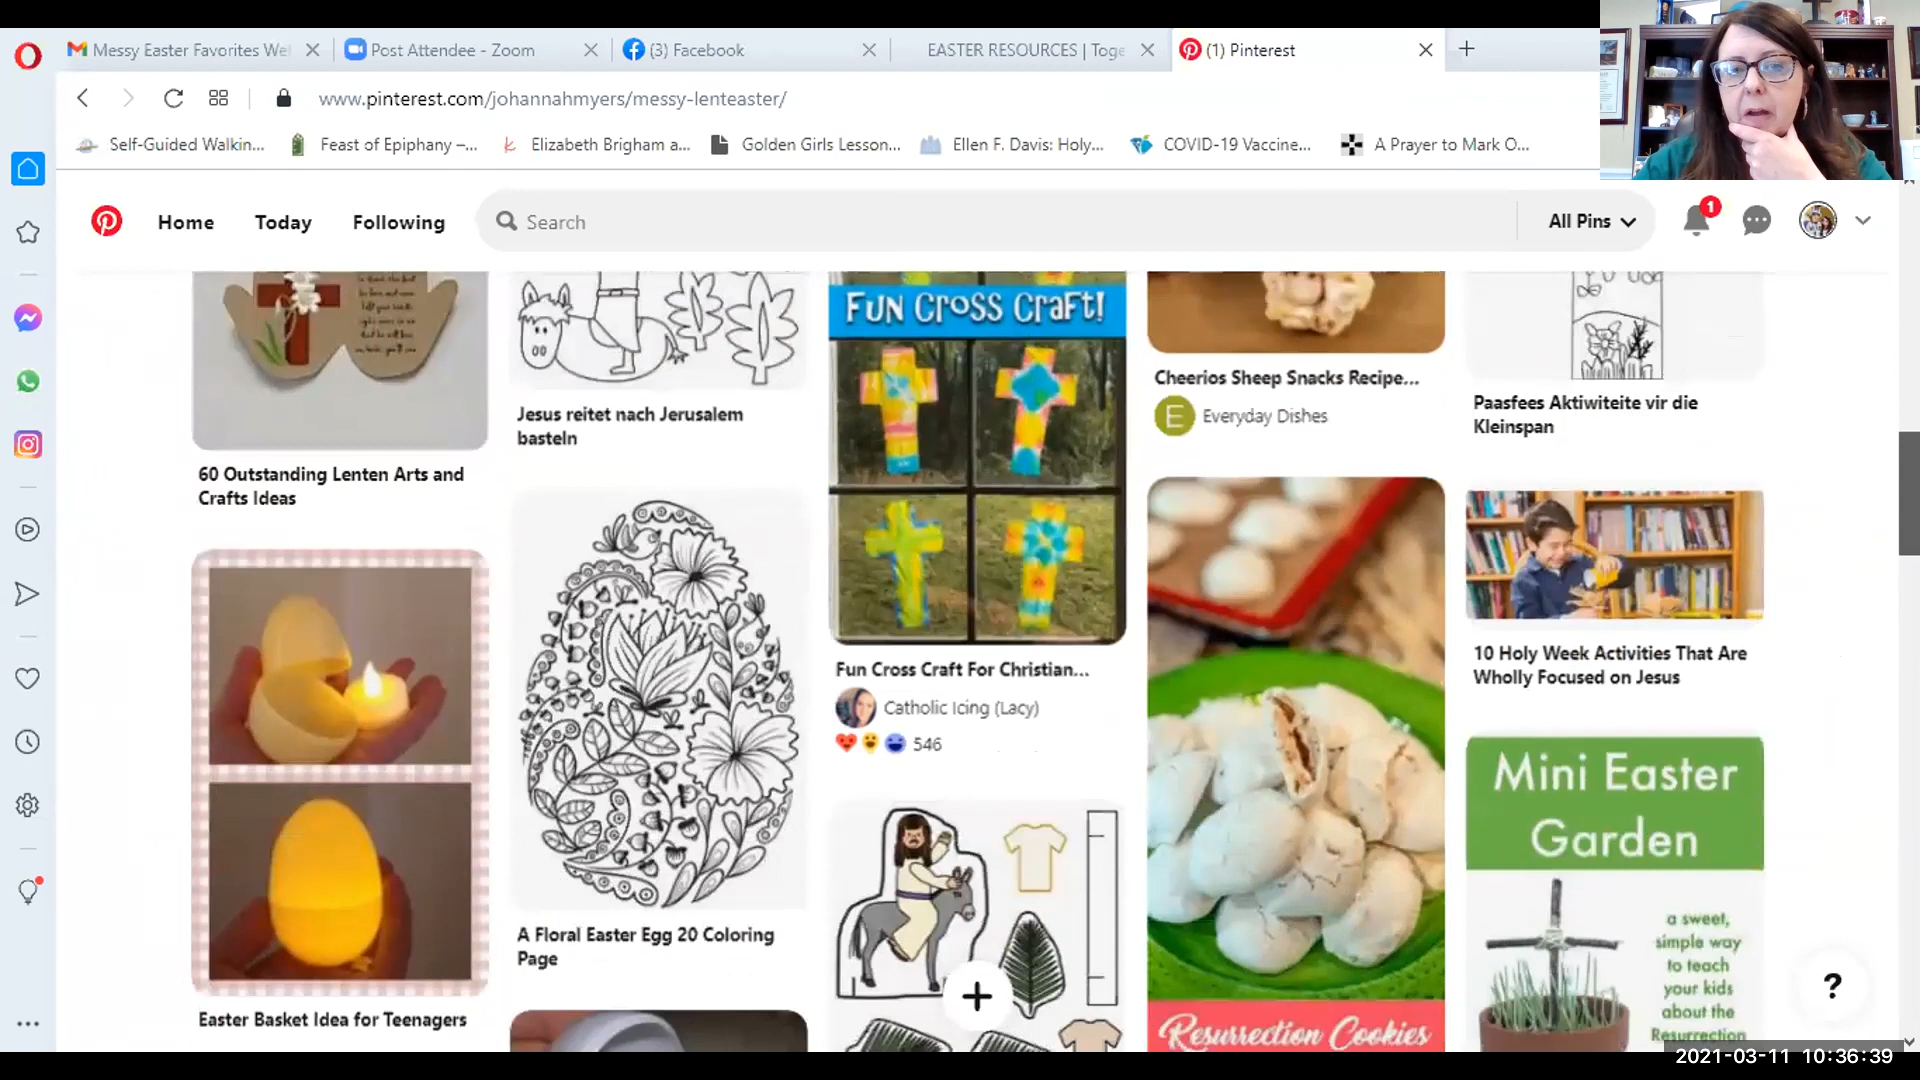 Messy Easter Favorites We
Post Attendee - Zoom
(3) Facebook
EASTER RESOURCES | Toge
(1) Pinterest
www.pinterest.com/johannahmyers/messy-lenteaster/
Self-Guided Walkin...
Feast of Epiphany –...
Elizabeth Brigham a...
Golden Girls Lesson...
Ellen F. Davis: Holy...
COVID-19 Vaccine...
A Prayer to Mark O...
Home
Today
Following
Search
All Pins
1
60 Outstanding Lenten Arts and
Crafts Ideas
Easter Basket Idea for Teenagers
Jesus reitet nach Jerusalem
basteln
A Floral Easter Egg 20 Coloring
Page
FUN CROSS CRAFT!
Fun Cross Craft For Christian...
Catholic Icing (Lacy)
546
Cheerios Sheep Snacks Recipe...
E
Everyday Dishes
Resurrection Cookies
Paasfees Aktiwiteite vir die
Kleinspan
10 Holy Week Activities That Are
Wholly Focused on Jesus
Mini Easter
Garden
a sweet,
simple way
to teach
your kids
about the
Resurrection
?
2021-03-11 10:36:39